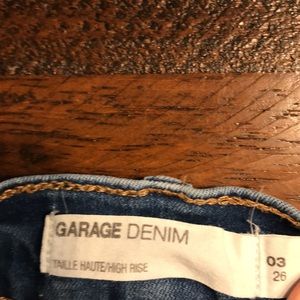 GARAGE DENIM
TAILLE HAUTE/HIGH RISE
03
26